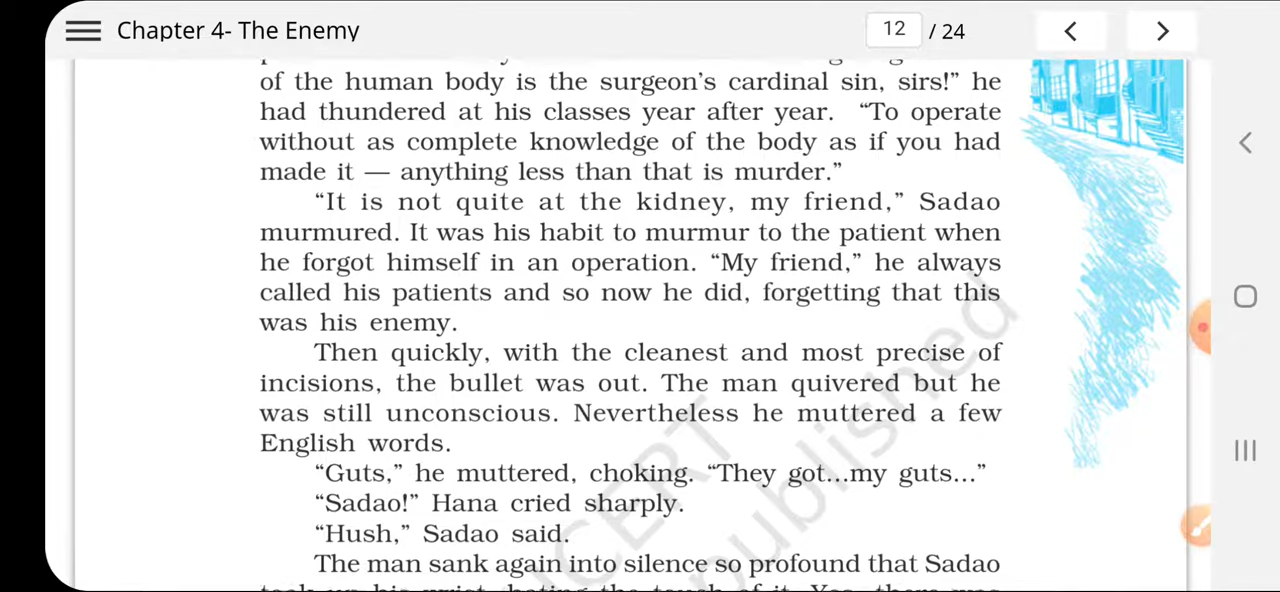 Chapter 4- The Enemy
12 / 24
of the human body is the surgeon's cardinal sin, sirs!” he
had thundered at his classes year after year. “To operate
without as complete knowledge of the body as if you had
made it — anything less than that is murder.”
“It is not quite at the kidney, my friend,” Sadao
murmured. It was his habit to murmur to the patient when
he forgot himself in an operation. “My friend,” he always
called his patients and so now he did, forgetting that this
was his enemy.
Then quickly, with the cleanest and most precise of
incisions, the bullet was out. The man quivered but he
was still unconscious. Nevertheless he muttered a few
English words.
“Guts,” he muttered, choking. “They got...my guts...”
“Sadao!” Hana cried sharply.
“Hush,” Sadao said.
The man sank again into silence so profound that Sadao